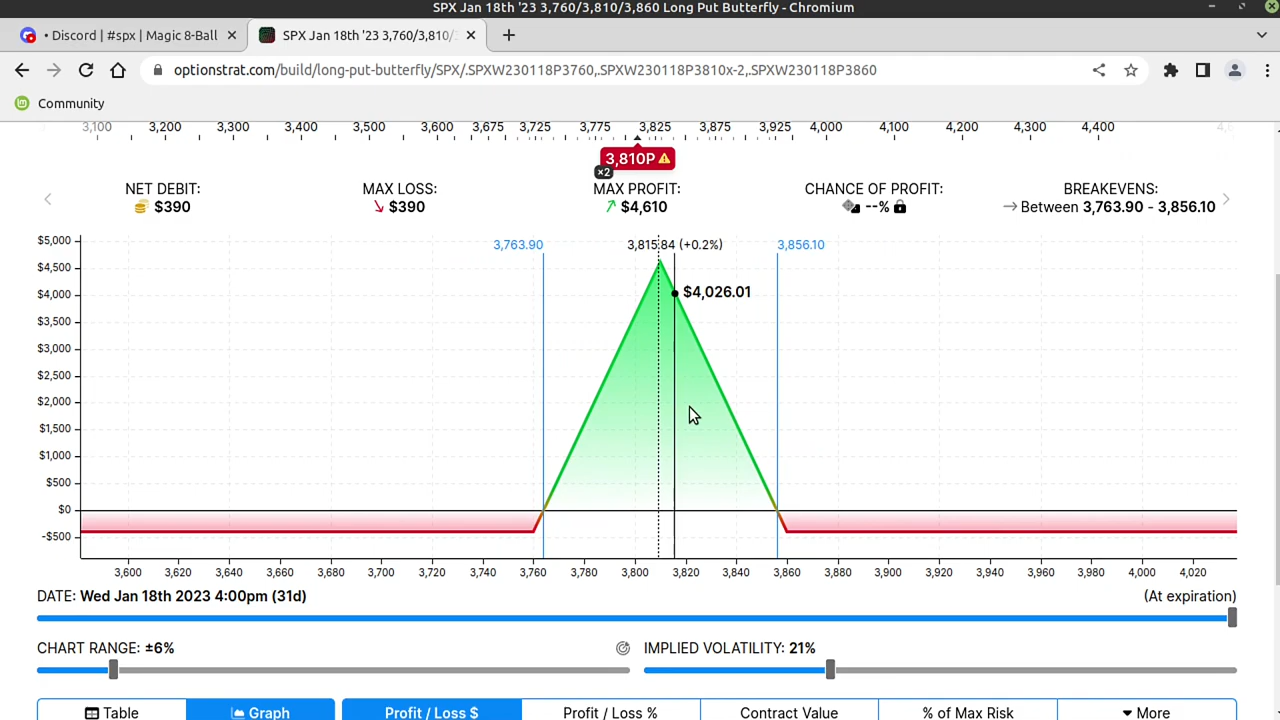 SPX Jan 18th '23 3,760/3,810/3,860 Long Put Butterfly - Chromium
• Discord | #spx | Magic 8-Ball
SPX Jan 18th '23 3,760/3,810/
optionstrat.com/build/long-put-butterfly/SPX/.SPXW230118P3760,.SPXW230118P3810x-2,.SPXW230118P3860
Community
3,100 3,200 3,300 3,400 3,500 3,600 3,675 3,725 3,775 3,825 3,875 3,925 4,000 4,100 4,200 4,300 4,400
3,810P
x2
NET DEBIT: MAX LOSS: MAX PROFIT: CHANCE OF PROFIT: BREAKEVENS:
$390 $390 $4,610 --% Between 3,763.90 - 3,856.10
3,763.90 3,815.84 (+0.2%) 3,856.10
$5,000
$4,500
$4,026.01
$4,000
$3,500
$3,000
$2,500
$2,000
$1,500
$1,000
$500
$0
-$500
3,600 3,620 3,640 3,660 3,680 3,700 3,720 3,740 3,760 3,780 3,800 3,820 3,840 3,860 3,880 3,900 3,920 3,940 3,960 3,980 4,000 4,020
DATE: Wed Jan 18th 2023 4:00pm (31d) (At expiration)
CHART RANGE: ±6% IMPLIED VOLATILITY: 21%
Table Graph Profit / Loss $ Profit / Loss % Contract Value % of Max Risk More